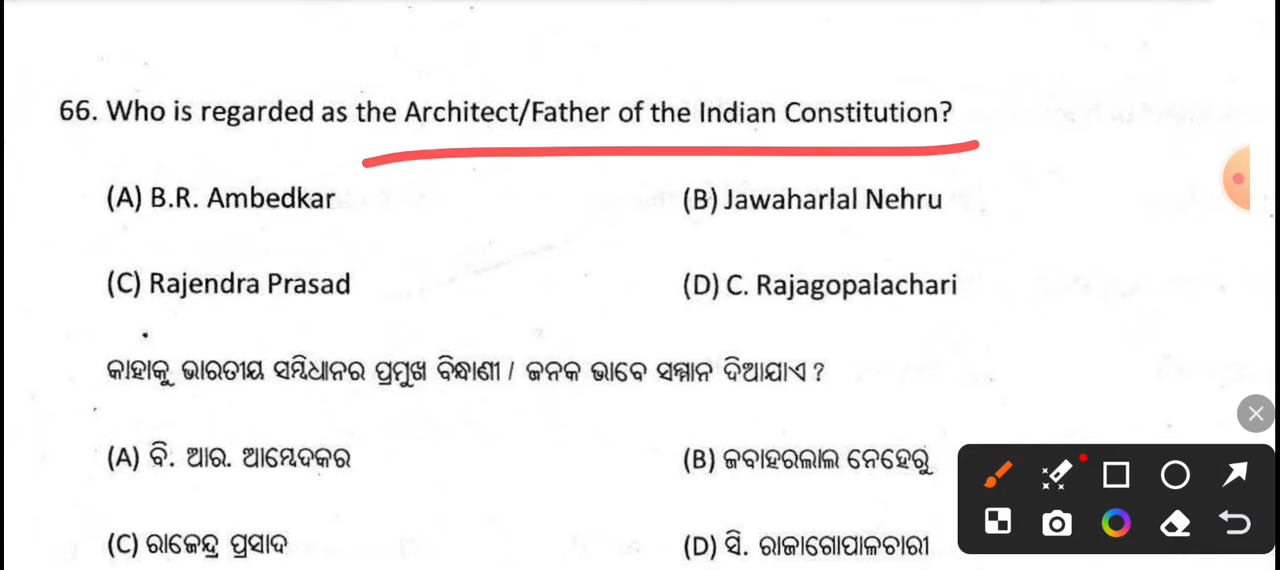 66. Who is regarded as the Architect/Father of the Indian Constitution?
(A) B.R. Ambedkar (B) Jawaharlal Nehru
(C) Rajendra Prasad (D) C. Rajagopalachari
କାହାକୁ ଭାରତୀୟ ସମ୍ବିଧାନର ପ୍ରମୁଖ ବିନ୍ଧାଣୀ / ଜନକ ଭାବେ ସମ୍ମାନ ଦିଆଯାଏ ?
(A) ବି. ଆର. ଆମ୍ବେଦକର (B) ଜବାହରଲାଲ ନେହେରୁ
(C) ରାଜେନ୍ଦ୍ର ପ୍ରସାଦ (D) ସି. ରାଜାଗୋପାଳଚାରୀ